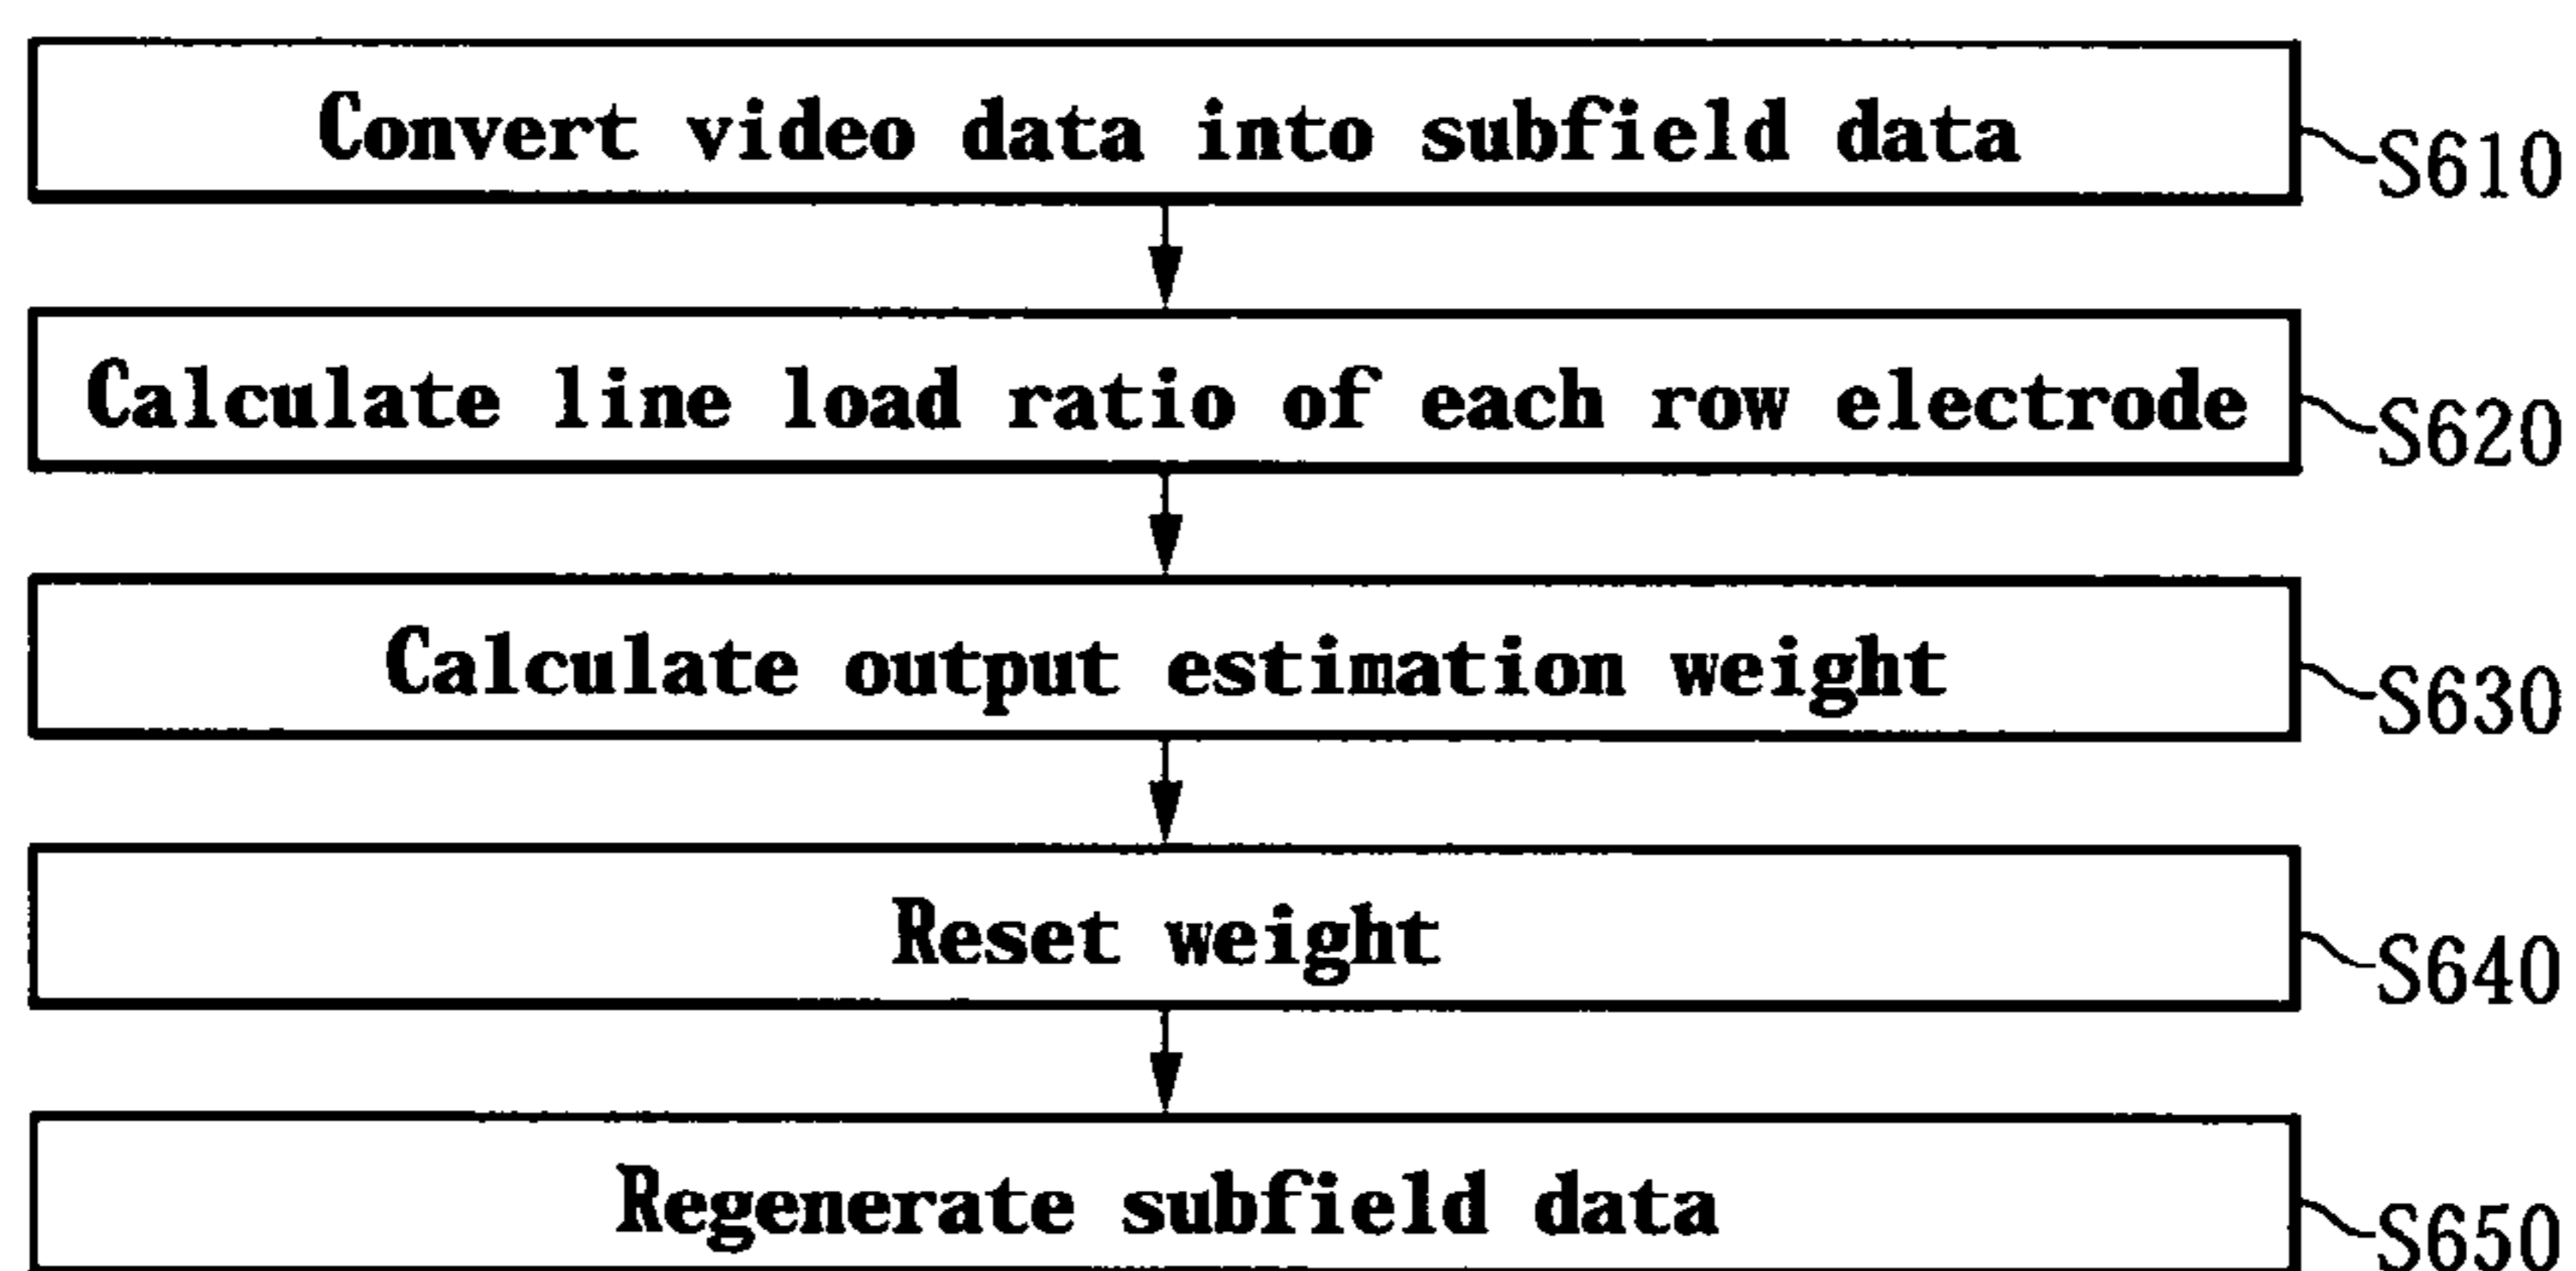 Convert video data into subfield data
S610
Calculate line load ratio of each row electrode
S620
Calculate output estimation weight
S630
Reset weight
S640
Regenerate subfield data
S650